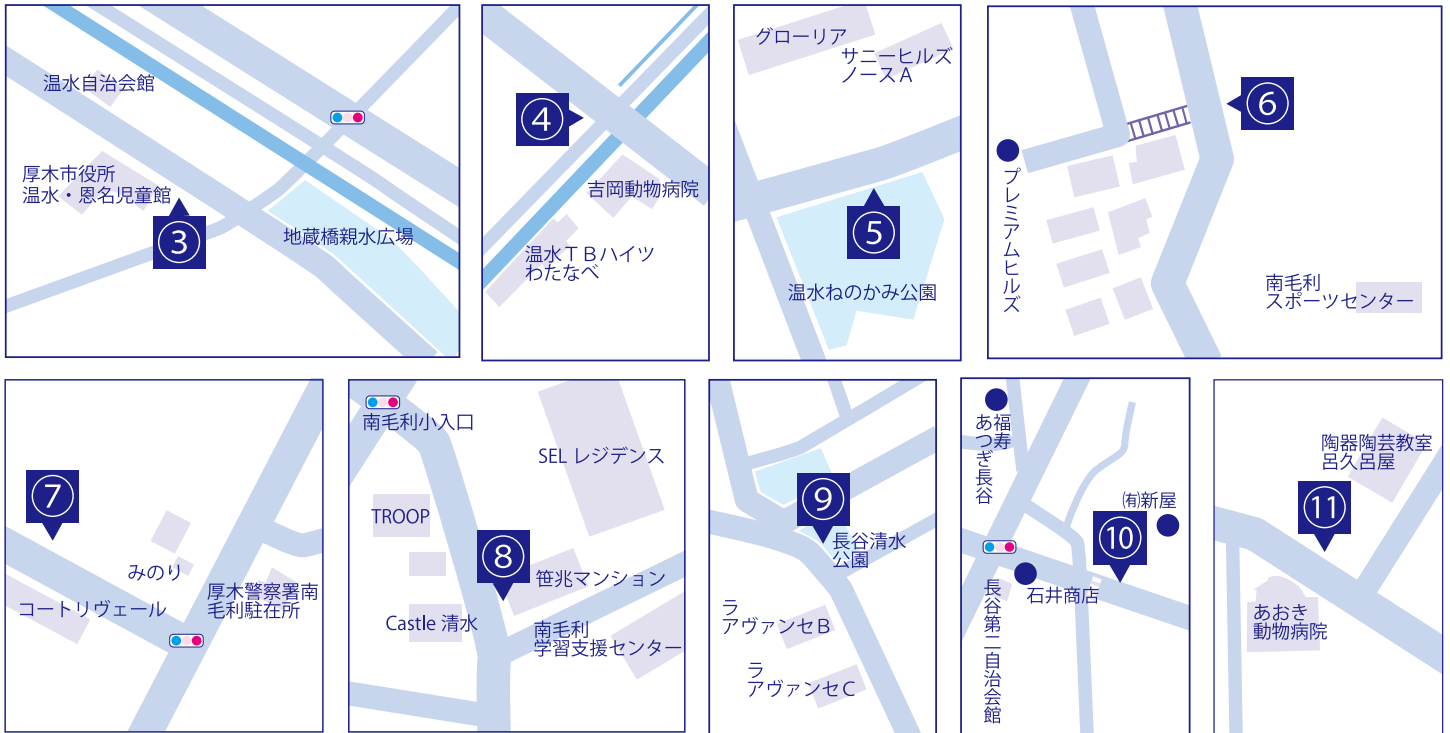 温水自治会館
厚木市役所
温水・恩名児童館
③
地蔵橋親水広場
④
吉岡動物病院
温水TBハイツ
わたなべ
グローリア
サニーヒルズ
ノースA
⑤
温水ねのかみ公園
⑥
プレミアムヒルズ
南毛利
スポーツセンター
⑦
みのり
コートリヴェール
厚木警察署南
毛利駐在所
南毛利小入口
SEL レジデンス
TROOP
⑧
笹兆マンション
Castle 清水
南毛利
学習支援センター
⑨
長谷清水
公園
ラ
アヴァンセB
ラ
アヴァンセC
福寿
あつぎ長谷
㈲新屋
⑩
石井商店
長谷第二自治会館
陶器陶芸教室
呂久呂屋
⑪
あおき
動物病院